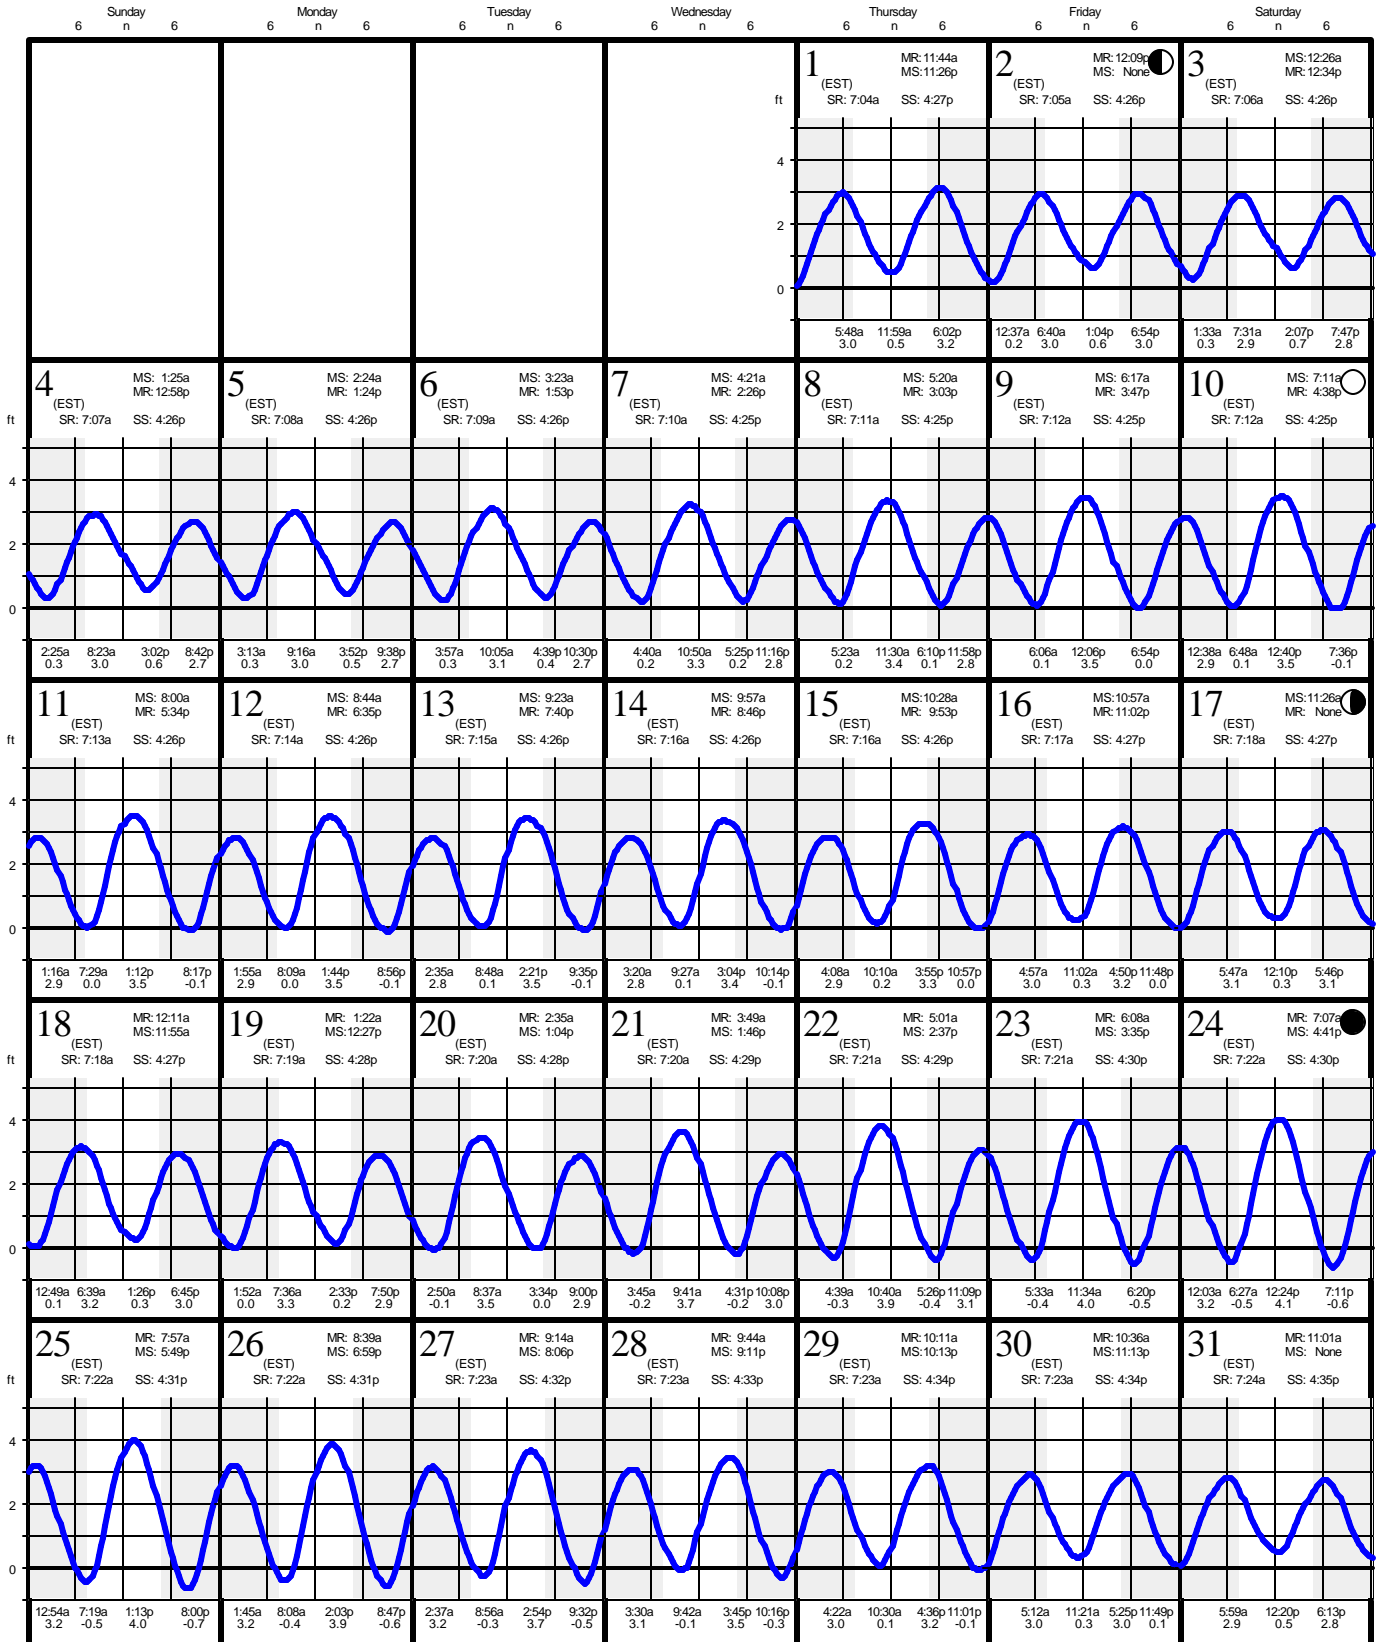 Sunday Monday Tuesday Wednesday Thursday Friday Saturday
6 n 6 6 n 6 6 n 6 6 n 6 6 n 6 6 n 6 6 n 6
1 (EST) MR: 11:44a
MS: 11:26p
SR: 7:04a SS: 4:27p
2 (EST) MR: 12:09p
MS: None
SR: 7:05a SS: 4:26p
3 (EST) MS: 12:26a
MR: 12:34p
SR: 7:06a SS: 4:26p
ft
4
2
0
5:48a 11:59a 6:02p
3.0 0.5 3.2
12:37a 6:40a 1:04p 6:54p
0.2 3.0 0.6 3.0
1:33a 7:31a 2:07p 7:47p
0.3 2.9 0.7 2.8
4 (EST) MS: 1:25a
MR: 12:58p
SR: 7:07a SS: 4:26p
5 (EST) MS: 2:24a
MR: 1:24p
SR: 7:08a SS: 4:26p
6 (EST) MS: 3:23a
MR: 1:53p
SR: 7:09a SS: 4:26p
7 (EST) MS: 4:21a
MR: 2:26p
SR: 7:10a SS: 4:25p
8 (EST) MS: 5:20a
MR: 3:03p
SR: 7:11a SS: 4:25p
9 (EST) MS: 6:17a
MR: 3:47p
SR: 7:12a SS: 4:25p
10 (EST) MS: 7:11a
MR: 4:38p
SR: 7:12a SS: 4:25p
ft
4
2
0
2:25a 8:23a 3:02p 8:42p
0.3 3.0 0.6 2.7
3:13a 9:16a 3:52p 9:38p
0.3 3.0 0.5 2.7
3:57a 10:05a 4:39p 10:30p
0.3 3.1 0.4 2.7
4:40a 10:50a 5:25p 11:16p
0.2 3.3 0.2 2.8
5:23a 11:30a 6:10p 11:58p
0.2 3.4 0.1 2.8
6:06a 12:06p 6:54p
0.1 3.5 0.0
12:38a 6:48a 12:40p 7:36p
2.9 0.1 3.5 -0.1
11 (EST) MS: 8:00a
MR: 5:34p
SR: 7:13a SS: 4:26p
12 (EST) MS: 8:44a
MR: 6:35p
SR: 7:14a SS: 4:26p
13 (EST) MS: 9:23a
MR: 7:40p
SR: 7:15a SS: 4:26p
14 (EST) MS: 9:57a
MR: 8:46p
SR: 7:16a SS: 4:26p
15 (EST) MS: 10:28a
MR: 9:53p
SR: 7:16a SS: 4:26p
16 (EST) MS: 10:57a
MR: 11:02p
SR: 7:17a SS: 4:27p
17 (EST) MS: 11:26a
MR: None
SR: 7:18a SS: 4:27p
ft
4
2
0
1:16a 7:29a 1:12p 8:17p
2.9 0.0 3.5 -0.1
1:55a 8:09a 1:44p 8:56p
2.9 0.0 3.5 -0.1
2:35a 8:48a 2:21p 9:35p
2.8 0.1 3.5 -0.1
3:20a 9:27a 3:04p 10:14p
2.8 0.1 3.4 -0.1
4:08a 10:10a 3:55p 10:57p
2.9 0.2 3.3 0.0
4:57a 11:02a 4:50p 11:48p
3.0 0.3 3.2 0.0
5:47a 12:10p 5:46p
3.1 0.3 3.1
18 (EST) MR: 12:11a
MS: 11:55a
SR: 7:18a SS: 4:27p
19 (EST) MR: 1:22a
MS: 12:27p
SR: 7:19a SS: 4:28p
20 (EST) MR: 2:35a
MS: 1:04p
SR: 7:20a SS: 4:28p
21 (EST) MR: 3:49a
MS: 1:46p
SR: 7:20a SS: 4:29p
22 (EST) MR: 5:01a
MS: 2:37p
SR: 7:21a SS: 4:29p
23 (EST) MR: 6:08a
MS: 3:35p
SR: 7:21a SS: 4:30p
24 (EST) MR: 7:07a
MS: 4:41p
SR: 7:22a SS: 4:30p
ft
4
2
0
12:49a 6:39a 1:26p 6:45p
0.1 3.2 0.3 3.0
1:52a 7:36a 2:33p 7:50p
0.0 3.3 0.2 2.9
2:50a 8:37a 3:34p 9:00p
-0.1 3.5 0.0 2.9
3:45a 9:41a 4:31p 10:08p
-0.2 3.7 -0.2 3.0
4:39a 10:40a 5:26p 11:09p
-0.3 3.9 -0.4 3.1
5:33a 11:34a 6:20p
-0.4 4.0 -0.5
12:03a 6:27a 12:24p 7:11p
3.2 -0.5 4.1 -0.6
25 (EST) MR: 7:57a
MS: 5:49p
SR: 7:22a SS: 4:31p
26 (EST) MR: 8:39a
MS: 6:59p
SR: 7:22a SS: 4:31p
27 (EST) MR: 9:14a
MS: 8:06p
SR: 7:23a SS: 4:32p
28 (EST) MR: 9:44a
MS: 9:11p
SR: 7:23a SS: 4:33p
29 (EST) MR: 10:11a
MS: 10:13p
SR: 7:23a SS: 4:34p
30 (EST) MR: 10:36a
MS: 11:13p
SR: 7:23a SS: 4:34p
31 (EST) MR: 11:01a
MS: None
SR: 7:24a SS: 4:35p
ft
4
2
0
12:54a 7:19a 1:13p 8:00p
3.2 -0.5 4.0 -0.7
1:45a 8:08a 2:03p 8:47p
3.2 -0.4 3.9 -0.6
2:37a 8:56a 2:54p 9:32p
3.2 -0.3 3.7 -0.5
3:30a 9:42a 3:45p 10:16p
3.1 -0.1 3.5 -0.3
4:22a 10:30a 4:36p 11:01p
3.0 0.1 3.2 -0.1
5:12a 11:21a 5:25p 11:49p
3.0 0.3 3.0 0.1
5:59a 12:20p 6:13p
2.9 0.5 2.8